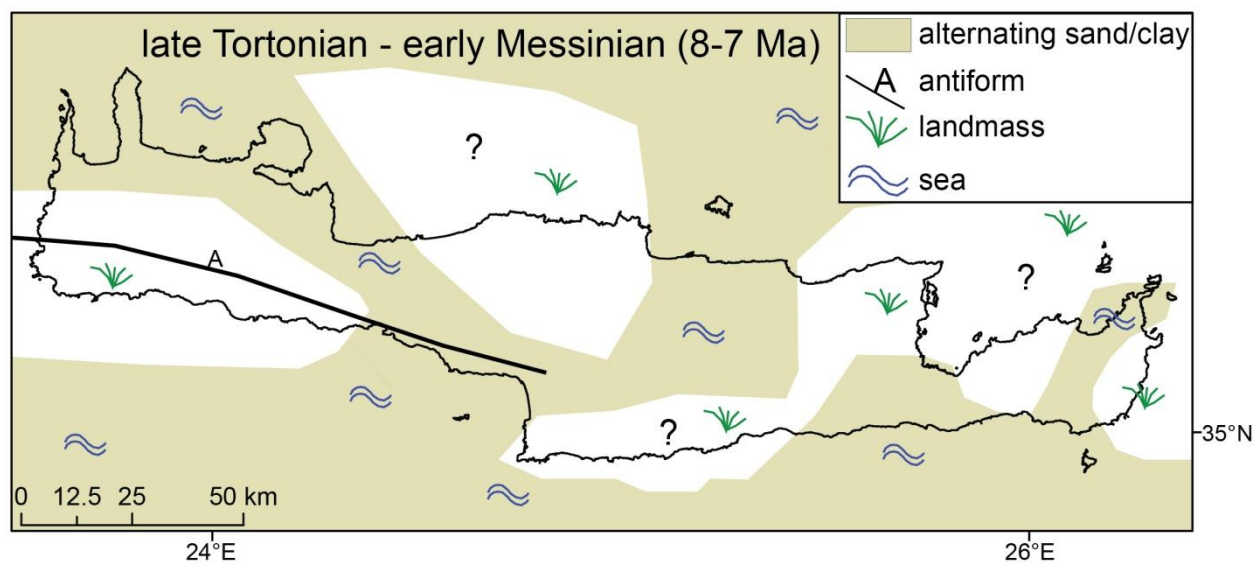 late Tortonian - early Messinian (8-7 Ma)
alternating sand/clay
A antiform
landmass
sea
?
?
A
?
35°N
0 12.5 25 50 km
24°E 26°E